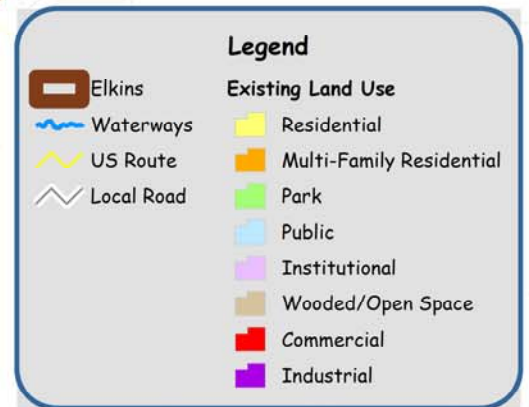 Legend
Elkins
Waterways
US Route
Local Road
Existing Land Use
Residential
Multi-Family Residential
Park
Public
Institutional
Wooded/Open Space
Commercial
Industrial